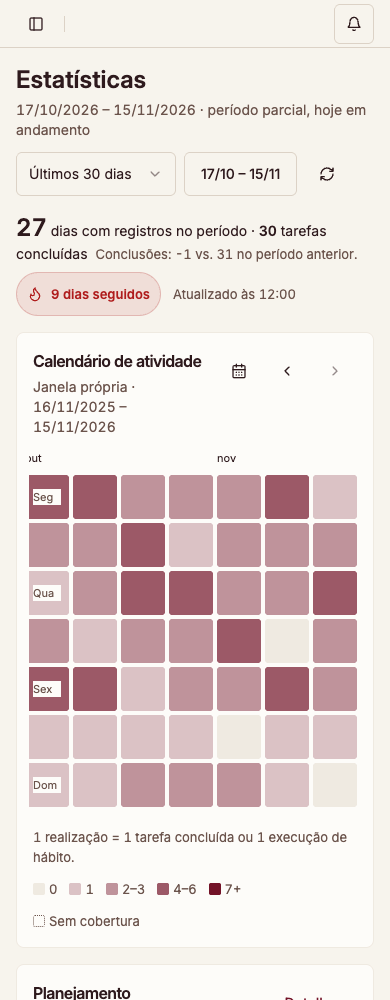 Estatísticas
17/10/2026 – 15/11/2026 · período parcial, hoje em
andamento
Últimos 30 dias
17/10 – 15/11
27 dias com registros no período · 30 tarefas
concluídas Conclusões: -1 vs. 31 no período anterior.
9 dias seguidos
Atualizado às 12:00
Calendário de atividade
Janela própria ·
16/11/2025 –
15/11/2026
nov
Seg
Qua
Sex
Dom
1 realização = 1 tarefa concluída ou 1 execução de
hábito.
0 1 2–3 4–6 7+
Sem cobertura
Planejamento